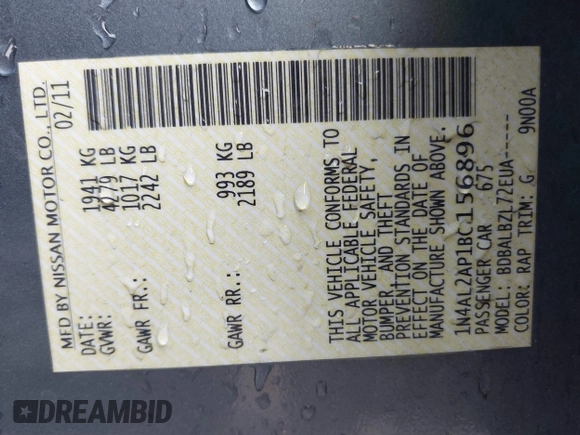 MFD BY NISSAN MOTOR CO., LTD.
DATE: 02/11
GVWR: 1941 KG
4279 LB
GAWR FR.: 1017 KG
2242 LB
GAWR RR.: 993 KG
2189 LB
THIS VEHICLE CONFORMS TO
ALL APPLICABLE FEDERAL
MOTOR VEHICLE SAFETY,
BUMPER AND THEFT
PREVENTION STANDARDS IN
EFFECT ON THE DATE OF
MANUFACTURE SHOWN ABOVE.
1N4AL2AP1BC156896
PASSENGER CAR 675
MODEL: BDBALBZL72EUA-----
COLOR: RAP TRIM: G 9N00A
DREAMBID